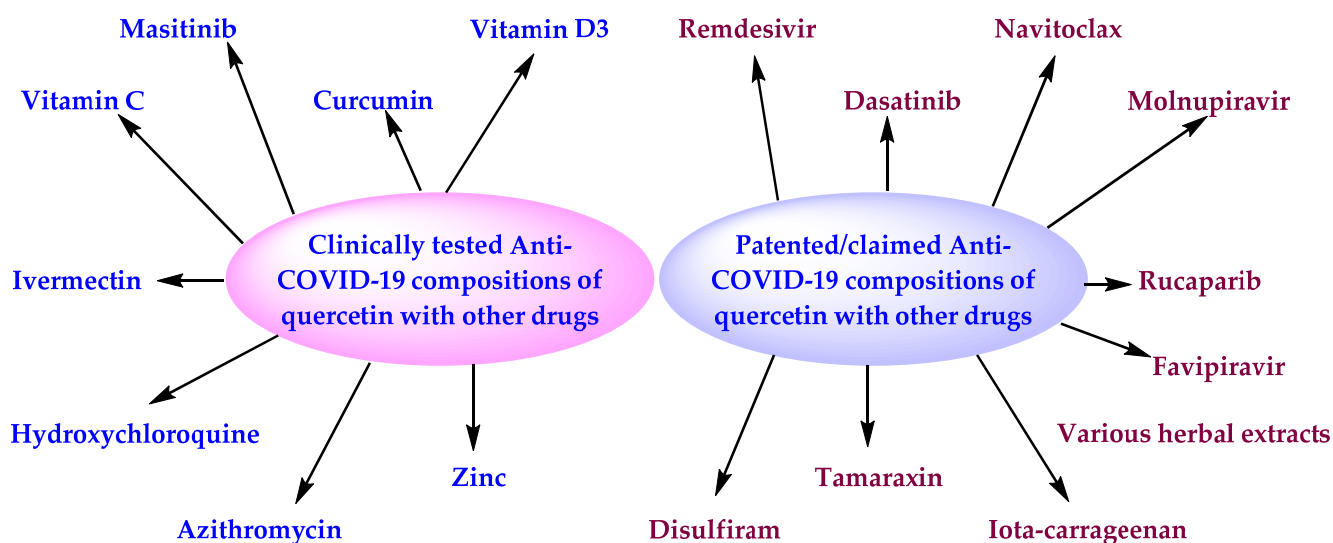 Masitinib
Vitamin D3
Vitamin C
Curcumin
Clinically tested Anti-
COVID-19 compositions of
quercetin with other drugs
Ivermectin
Hydroxychloroquine
Zinc
Azithromycin
Remdesivir
Navitoclax
Dasatinib
Molnupiravir
Patented/claimed Anti-
COVID-19 compositions of
quercetin with other drugs
Rucaparib
Favipiravir
Various herbal extracts
Tamaraxin
Disulfiram
Iota-carrageenan